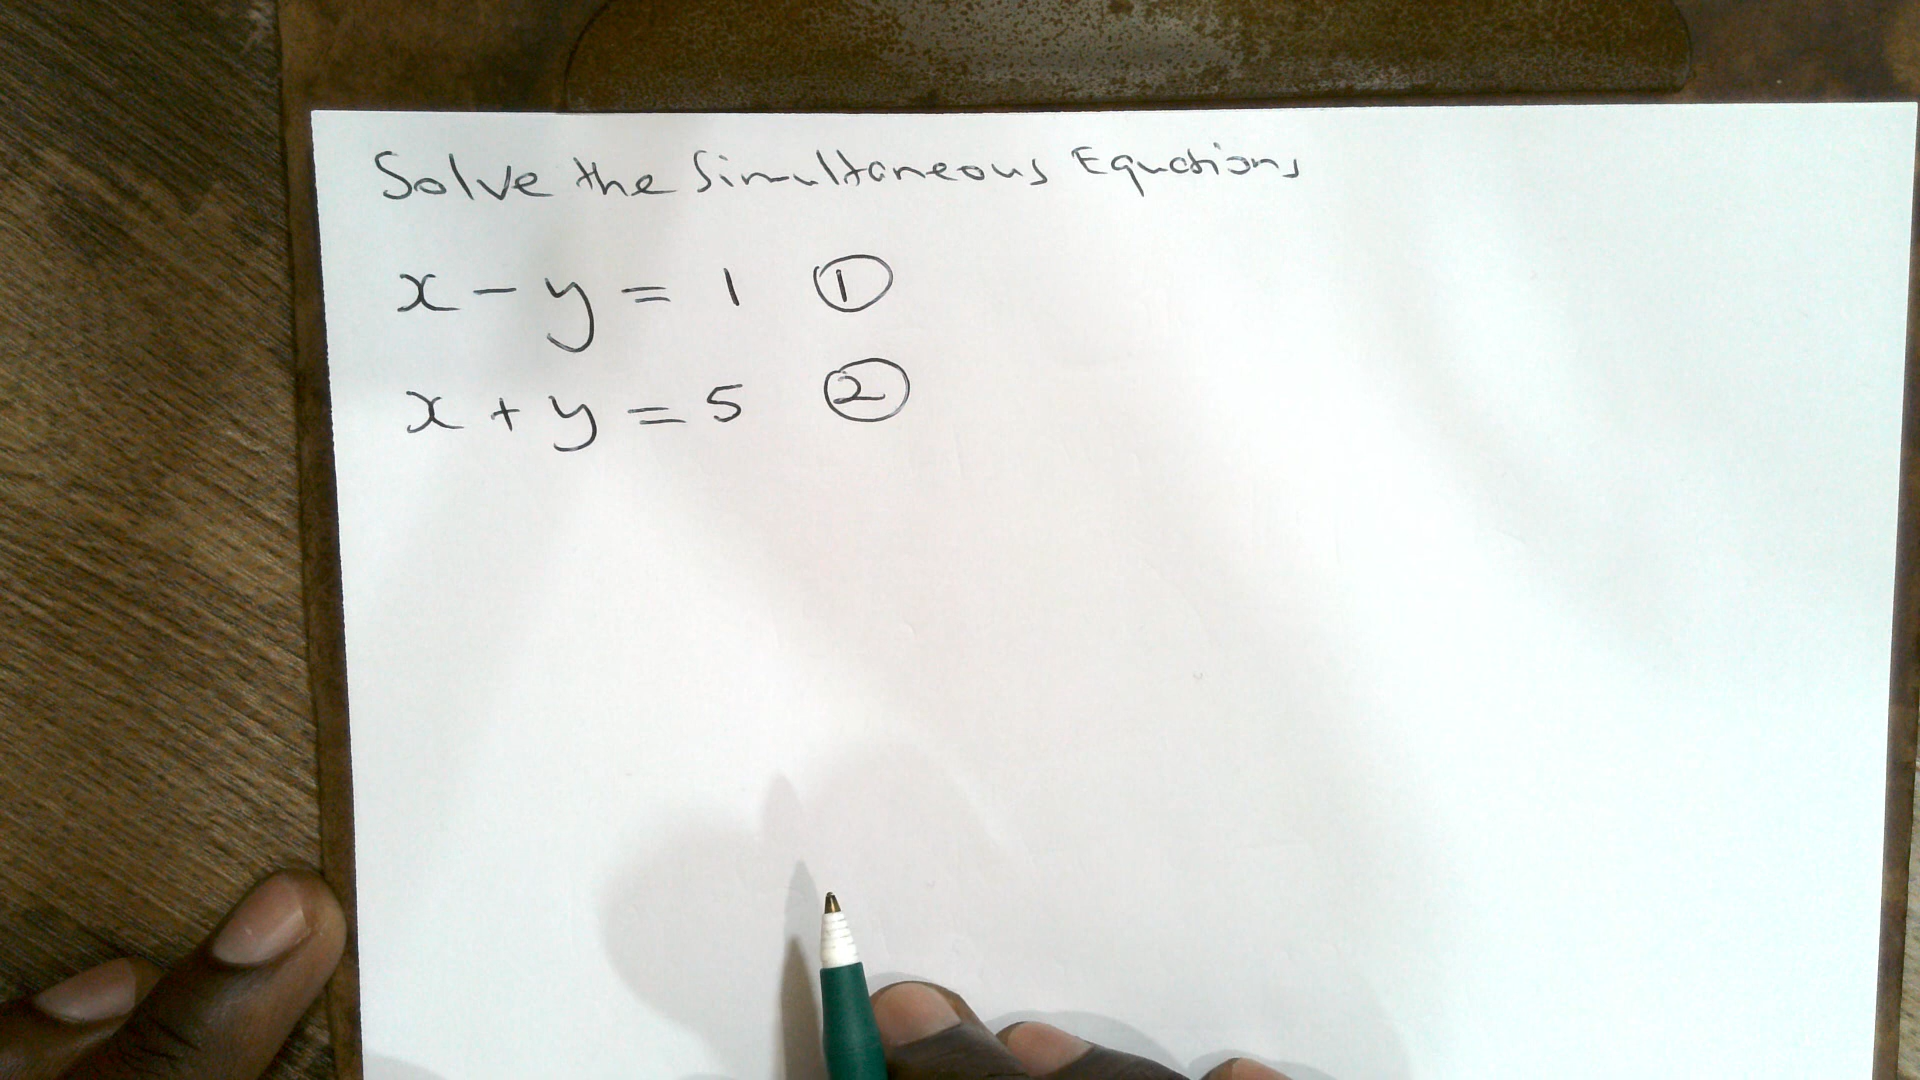 Solve the Simultaneous Equations
x - y = 1 ①
x + y = 5 ②